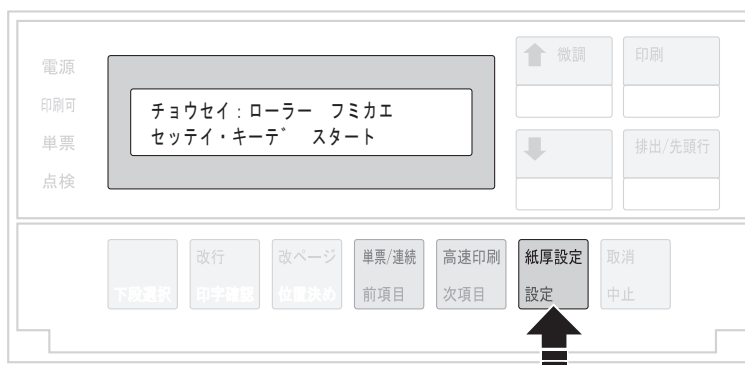 電源
印刷可
単票
点検
チョウセイ：ローラー フミカエ
セッテイ・キーデ スタート
微調
印刷
排出/先頭行
改行
改ページ
単票/連続
高速印刷
紙厚設定
取消
下段選択
印字確認
位置決め
前項目
次項目
設定
中止